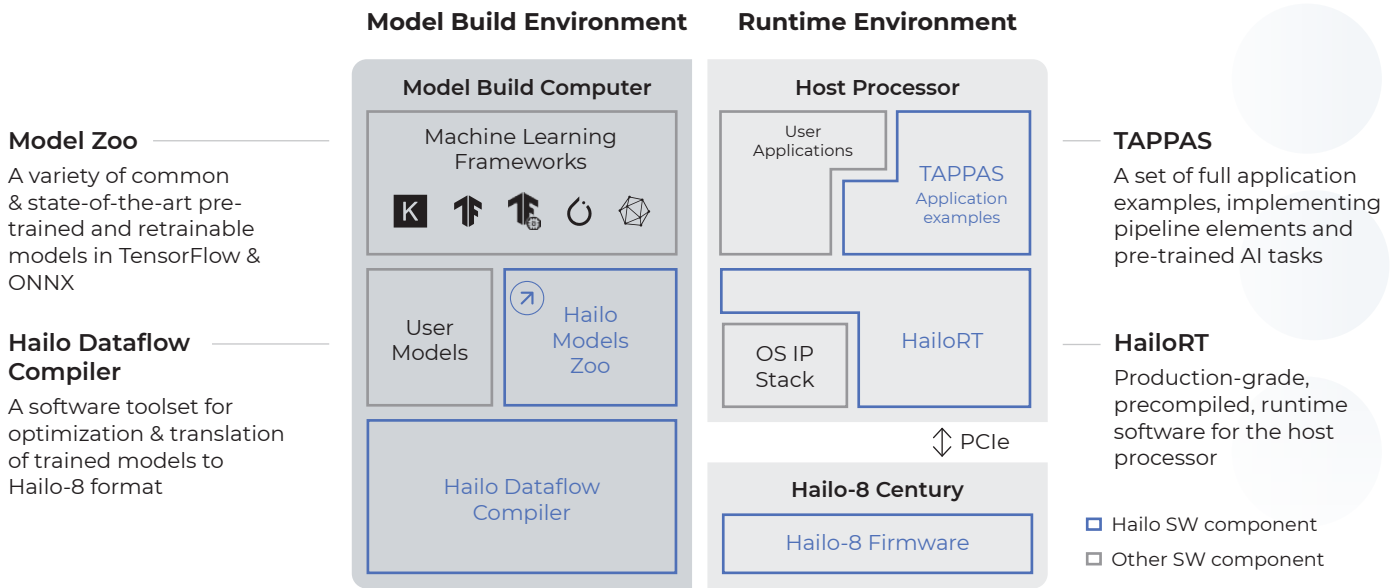 Model Build Environment
Runtime Environment
Model Zoo
A variety of common
& state-of-the-art pre-
trained and retrainable
models in TensorFlow &
ONNX
Hailo Dataflow
Compiler
A software toolset for
optimization & translation
of trained models to
Hailo-8 format
Model Build Computer
Machine Learning
Frameworks
K
User
Models
Hailo
Models
Zoo
Hailo Dataflow
Compiler
Host Processor
User
Applications
TAPPAS
Application
examples
HailoRT
OS IP
Stack
PCIe
Hailo-8 Century
Hailo-8 Firmware
TAPPAS
A set of full application
examples, implementing
pipeline elements and
pre-trained AI tasks
HailoRT
Production-grade,
precompiled, runtime
software for the host
processor
Hailo SW component
Other SW component